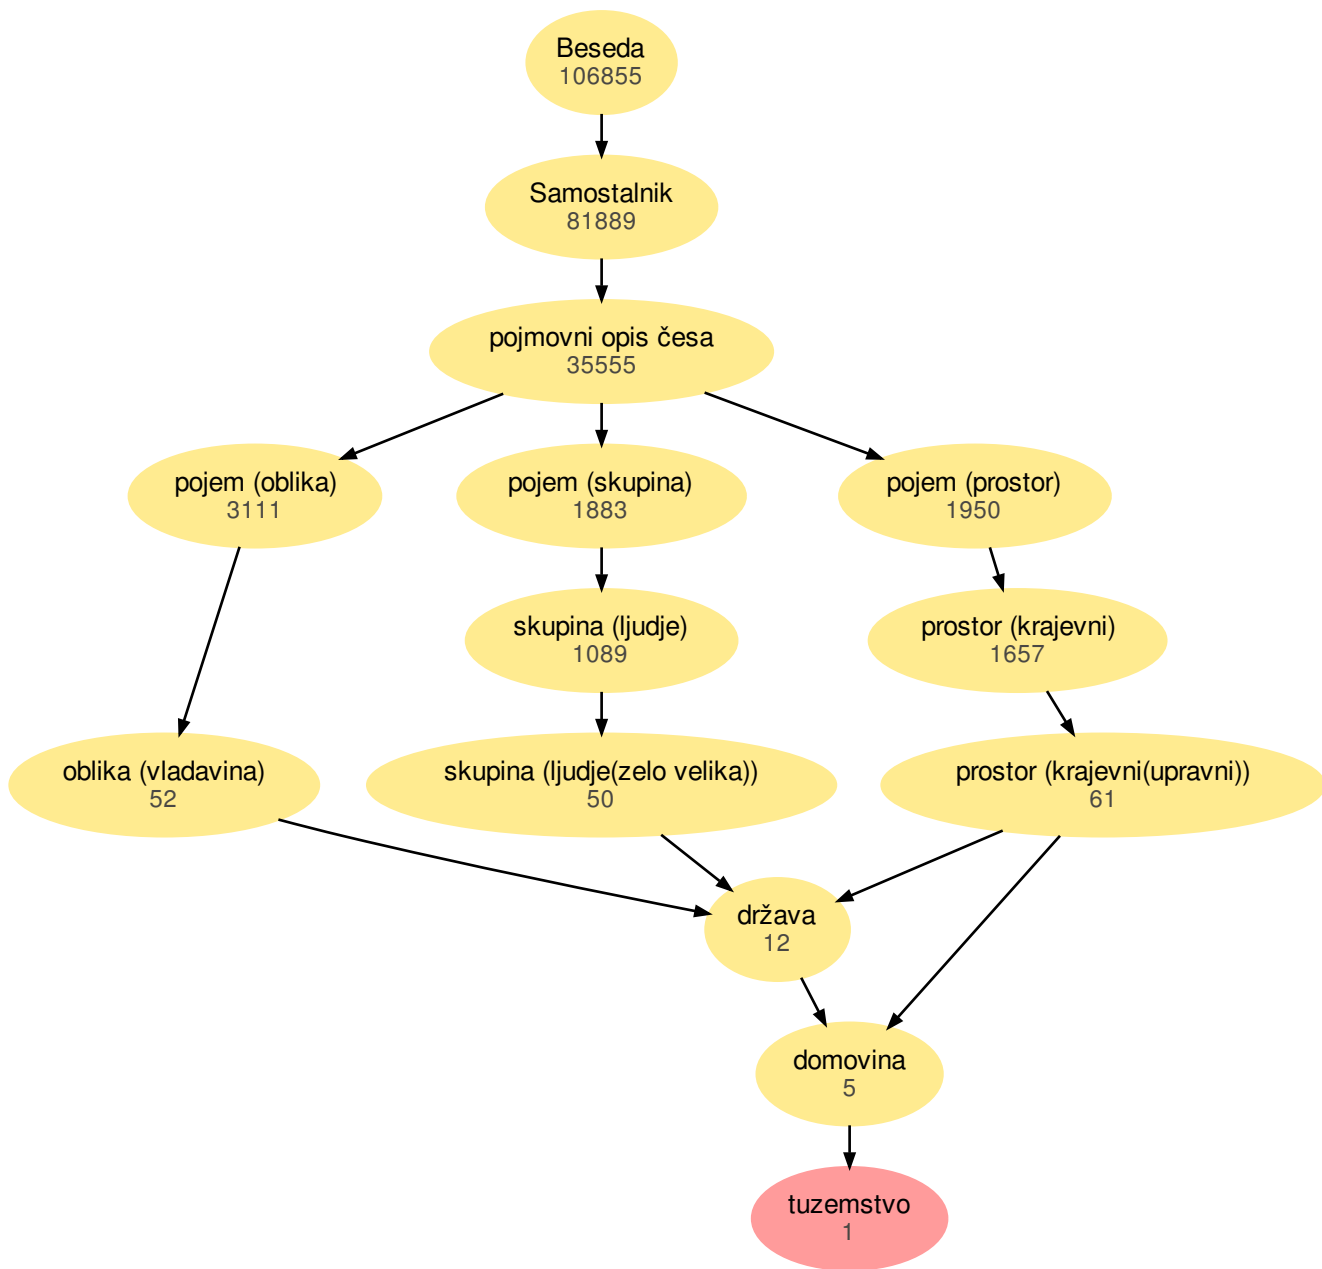 Beseda
106855
Samostalnik
81889
pojmovni opis česa
35555
pojem (oblika)
3111
pojem (skupina)
1883
pojem (prostor)
1950
skupina (ljudje)
1089
prostor (krajevni)
1657
oblika (vladavina)
52
skupina (ljudje(zelo velika))
50
prostor (krajevni(upravni))
61
država
12
domovina
5
tuzemstvo
1